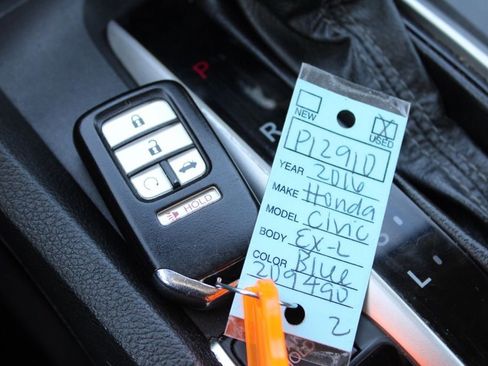 P
R
HOLD
NEW
USED
P12910
YEAR 2016
MAKE Honda
MODEL Civic
BODY EX-L
COLOR Blue
209490
2
L